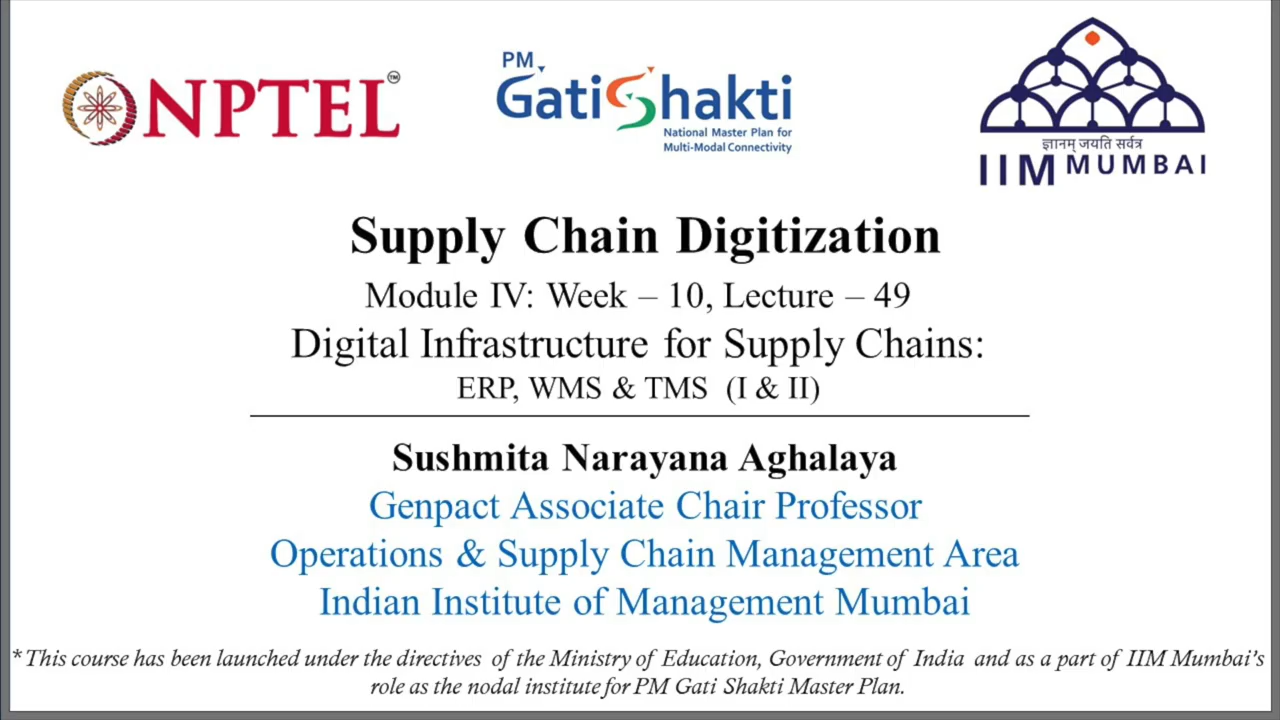 NPTEL™
PM
GatiShakti
National Master Plan for
Multi-Modal Connectivity
ज्ञानम् जयति सर्वत्र
IIM MUMBAI
Supply Chain Digitization
Module IV: Week – 10, Lecture – 49
Digital Infrastructure for Supply Chains:
ERP, WMS & TMS (I & II)
Sushmita Narayana Aghalaya
Genpact Associate Chair Professor
Operations & Supply Chain Management Area
Indian Institute of Management Mumbai
*This course has been launched under the directives of the Ministry of Education, Government of India and as a part of IIM Mumbai's
role as the nodal institute for PM Gati Shakti Master Plan.